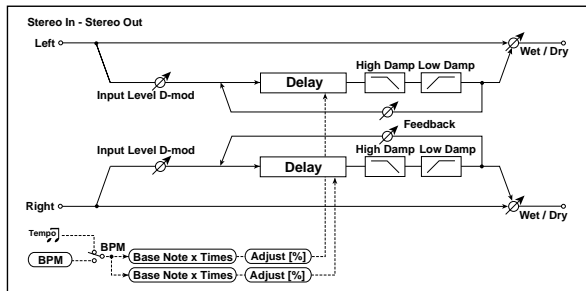 Stereo In - Stereo Out
Left
Wet / Dry
High Damp Low Damp
Delay
Input Level D-mod
Feedback
Input Level D-mod
High Damp Low Damp
Delay
Right
Wet / Dry
Tempo
BPM
BPM
Base Note x Times
Adjust [%]
Base Note x Times
Adjust [%]